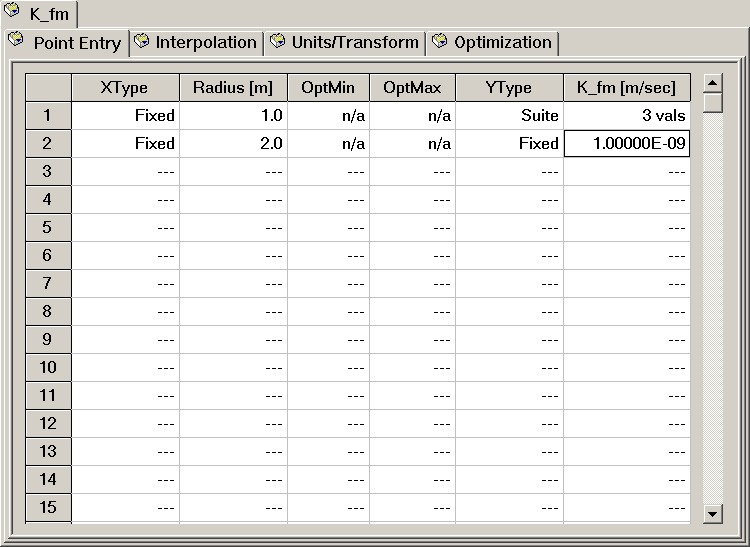 K_fm
Point Entry Interpolation Units/Transform Optimization
XType Radius [m] OptMin OptMax YType K_fm [m/sec]
1 Fixed 1.0 n/a n/a Suite 3 vals
2 Fixed 2.0 n/a n/a Fixed 1.00000E-09
3 --- --- --- --- --- ---
4 --- --- --- --- --- ---
5 --- --- --- --- --- ---
6 --- --- --- --- --- ---
7 --- --- --- --- --- ---
8 --- --- --- --- --- ---
9 --- --- --- --- --- ---
10 --- --- --- --- --- ---
11 --- --- --- --- --- ---
12 --- --- --- --- --- ---
13 --- --- --- --- --- ---
14 --- --- --- --- --- ---
15 --- --- --- --- --- ---